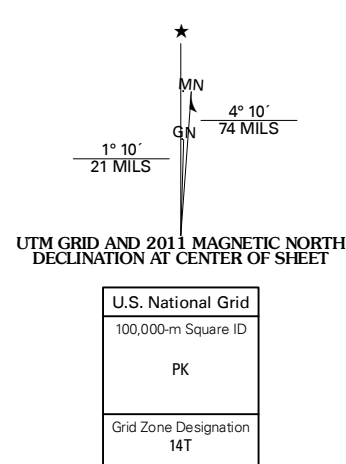 ★
MN
GN
4° 10´
74 MILS
1° 10´
21 MILS
UTM GRID AND 2011 MAGNETIC NORTH
DECLINATION AT CENTER OF SHEET
U.S. National Grid
100,000-m Square ID
PK
Grid Zone Designation
14T